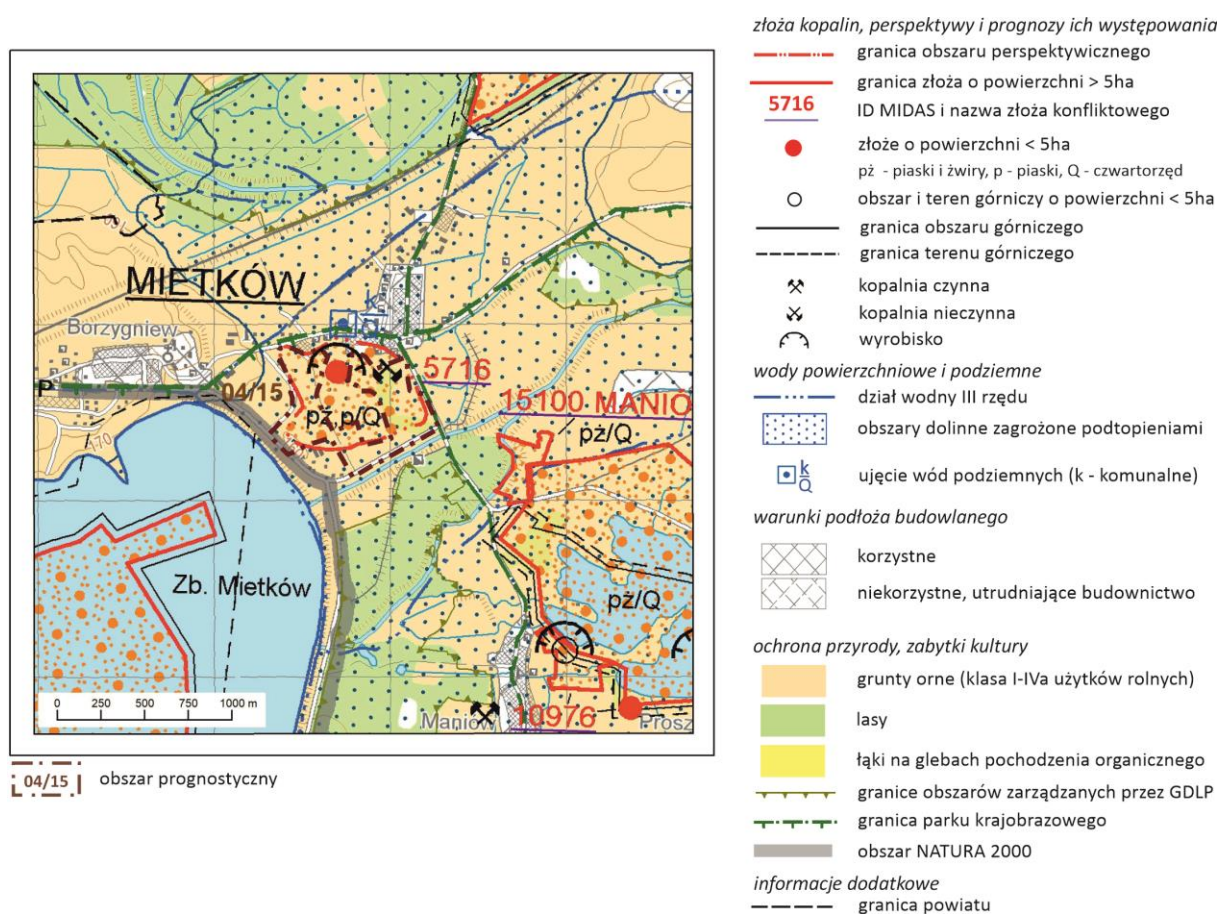 MIETKÓW
Borzygniew
k
Q
P
04/15
5716
15100 MANIÓ
pż,p/Q
pż/Q
70
Zb. Mietków
pż/Q
0 250 500 750 1000 m
Maniów
10976
L
Prosz
04/15 obszar prognostyczny
złoża kopalin, perspektywy i prognozy ich występowania
granica obszaru perspektywicznego
granica złoża o powierzchni > 5ha
5716 ID MIDAS i nazwa złoża konfliktowego
złoże o powierzchni < 5ha
pż - piaski i żwiry, p - piaski, Q - czwartorzęd
obszar i teren górniczy o powierzchni < 5ha
granica obszaru górniczego
granica terenu górniczego
kopalnia czynna
kopalnia nieczynna
wyrobisko
wody powierzchniowe i podziemne
dział wodny III rzędu
obszary dolinne zagrożone podtopieniami
k
Q
ujęcie wód podziemnych (k - komunalne)
warunki podłoża budowlanego
korzystne
niekorzystne, utrudniające budownictwo
ochrona przyrody, zabytki kultury
grunty orne (klasa I-IVa użytków rolnych)
lasy
łąki na glebach pochodzenia organicznego
granice obszarów zarządzanych przez GDLP
granica parku krajobrazowego
obszar NATURA 2000
informacje dodatkowe
granica powiatu